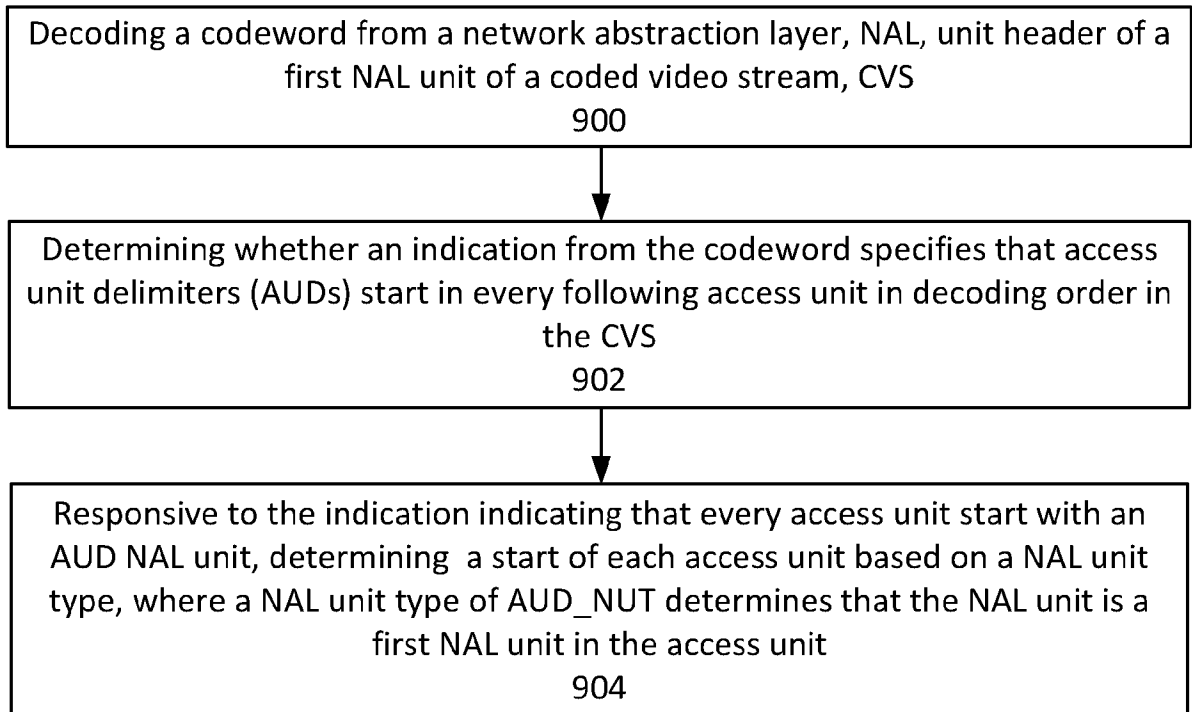 Decoding a codeword from a network abstraction layer, NAL, unit header of a
first NAL unit of a coded video stream, CVS
900
Determining whether an indication from the codeword specifies that access
unit delimiters (AUDs) start in every following access unit in decoding order in
the CVS
902
Responsive to the indication indicating that every access unit start with an
AUD NAL unit, determining a start of each access unit based on a NAL unit
type, where a NAL unit type of AUD_NUT determines that the NAL unit is a
first NAL unit in the access unit
904